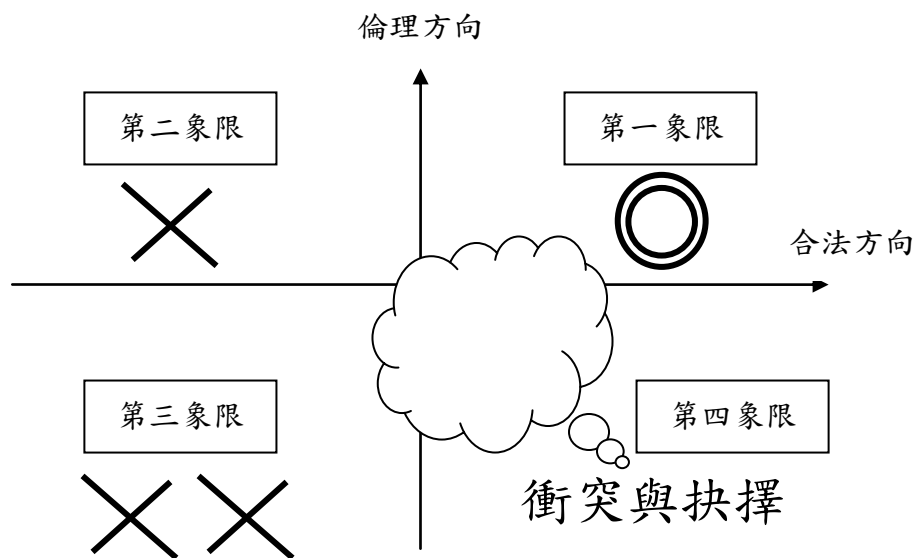 倫理方向
第二象限
第一象限
合法方向
第三象限
第四象限
衝突與抉擇